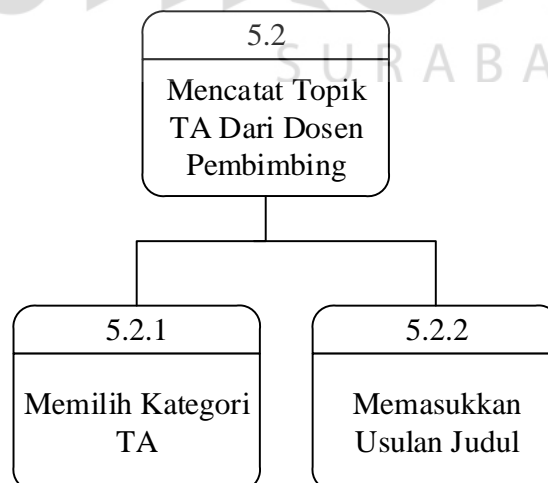 SURABA
5.2
Mencatat Topik
TA Dari Dosen
Pembimbing
5.2.1
Memilih Kategori
TA
5.2.2
Memasukkan
Usulan Judul